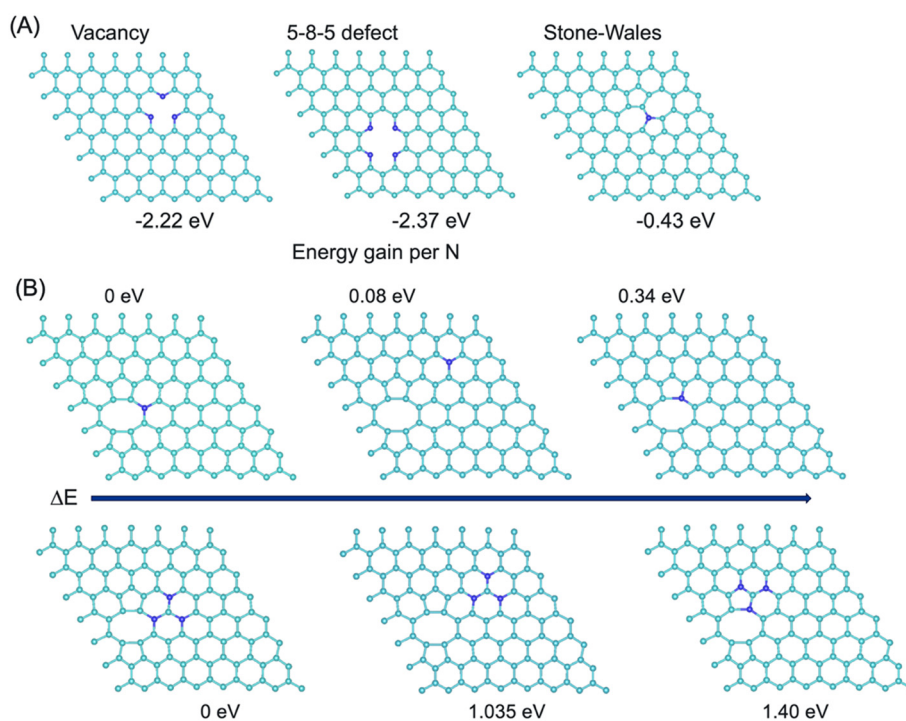 (A)
Vacancy 5-8-5 defect Stone-Wales
-2.22 eV -2.37 eV -0.43 eV
Energy gain per N
(B)
0 eV 0.08 eV 0.34 eV
ΔE
0 eV 1.035 eV 1.40 eV